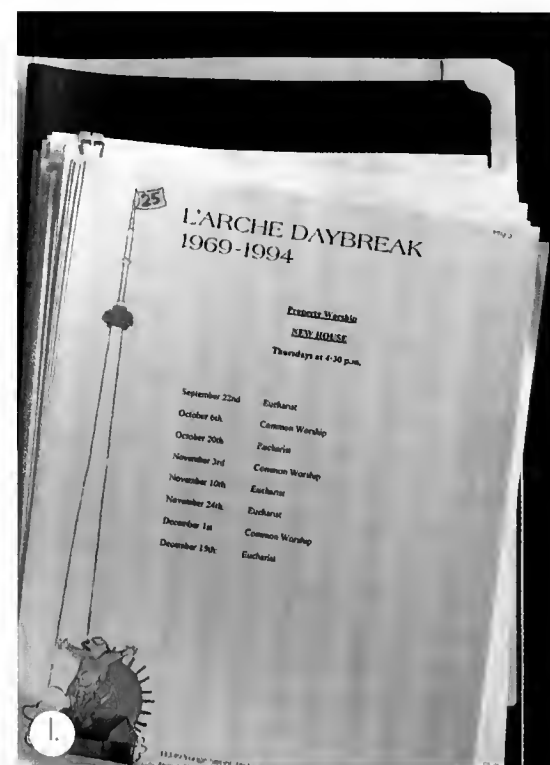 '25
L'ARCHE DAYBREAK
1969-1994
Property Worship
NEW HOUSE
Thursdays at 4:30 p.m.
September 22nd Eucharist
October 6th Common Worship
October 20th Eucharist
November 3rd Common Worship
November 10th Eucharist
November 24th Eucharist
December 1st Common Worship
December 15th Eucharist
1.